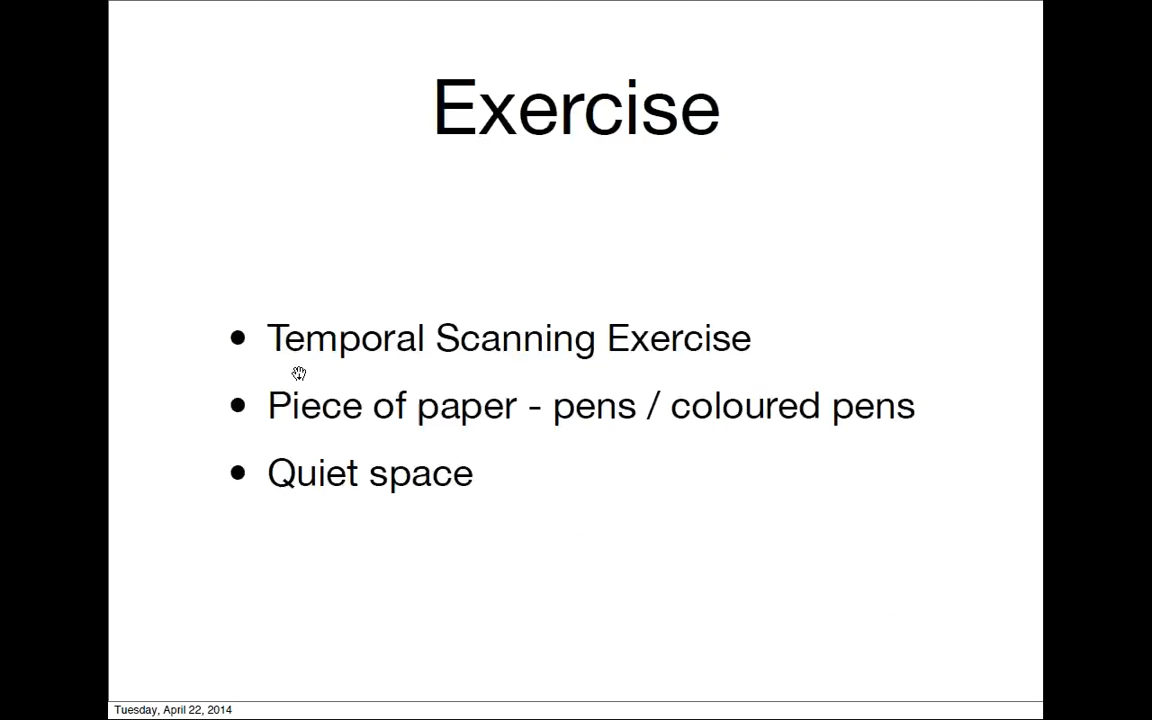 Exercise
• Temporal Scanning Exercise
• Piece of paper - pens / coloured pens
• Quiet space
Tuesday, April 22, 2014